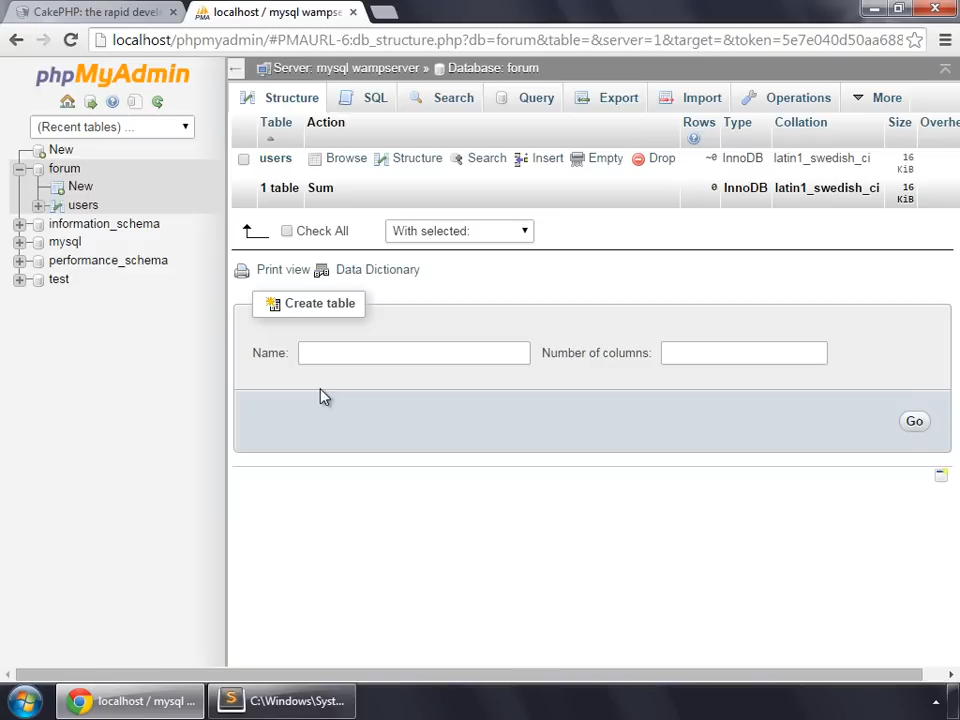 CakePHP: the rapid devel
localhost / mysql wampse
localhost/phpmyadmin/#PMAURL-6:db_structure.php?db=forum&table=&server=1&target=&token=5e7e040d50aa688
phpMyAdmin
(Recent tables) ...
New
forum
New
users
information_schema
mysql
performance_schema
test
Server: mysql wampserver » Database: forum
Structure SQL Search Query Export Import Operations More
Table Action Rows Type Collation Size Overhe
users Browse Structure Search Insert Empty Drop ~0 InnoDB latin1_swedish_ci 16 KiB
1 table Sum 0 InnoDB latin1_swedish_ci 16 KiB
Check All With selected:
Print view Data Dictionary
Create table
Name: Number of columns:
Go
localhost / mysql ...
C:\Windows\Syst...